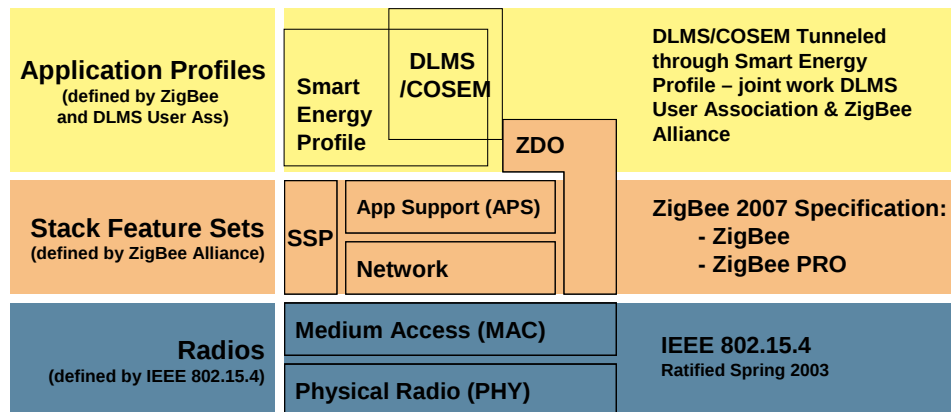 Application Profiles
(defined by ZigBee
and DLMS User Ass)
Smart
Energy
Profile
DLMS
/COSEM
ZDO
DLMS/COSEM Tunneled
through Smart Energy
Profile – joint work DLMS
User Association & ZigBee
Alliance
Stack Feature Sets
(defined by ZigBee Alliance)
SSP
App Support (APS)
Network
ZigBee 2007 Specification:
- ZigBee
- ZigBee PRO
Radios
(defined by IEEE 802.15.4)
Medium Access (MAC)
Physical Radio (PHY)
IEEE 802.15.4
Ratified Spring 2003